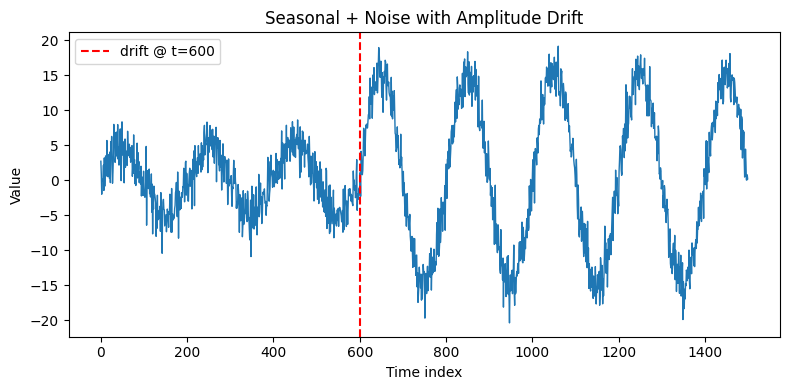 Seasonal + Noise with Amplitude Drift
drift @ t=600
Value
20
15
10
5
0
−5
−10
−15
−20
0 200 400 600 800 1000 1200 1400
Time index